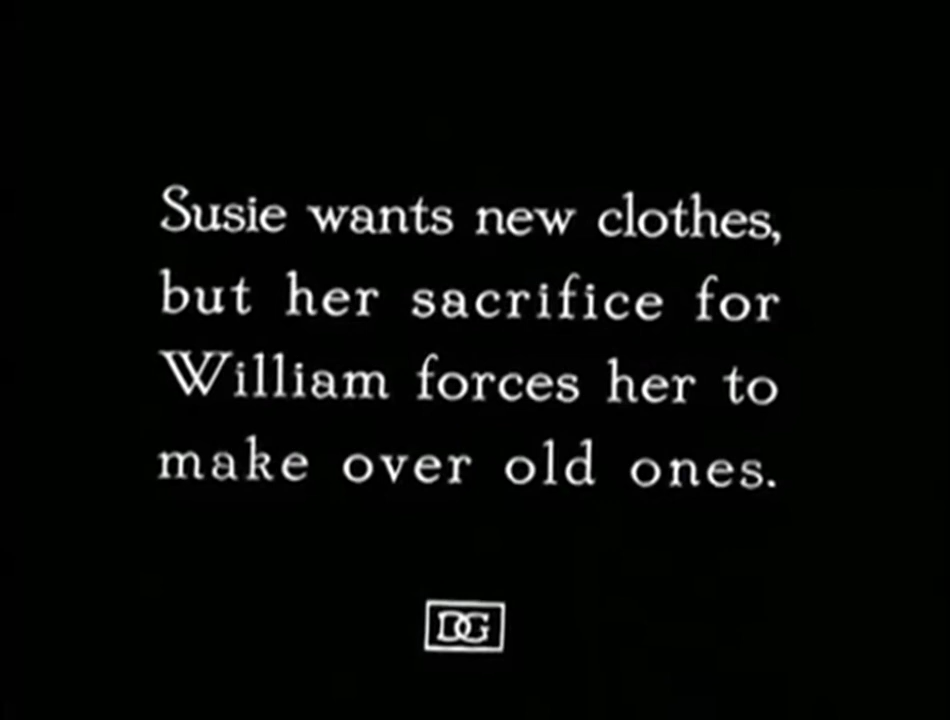 Susie wants new clothes,
but her sacrifice for
William forces her to
make over old ones.
DG